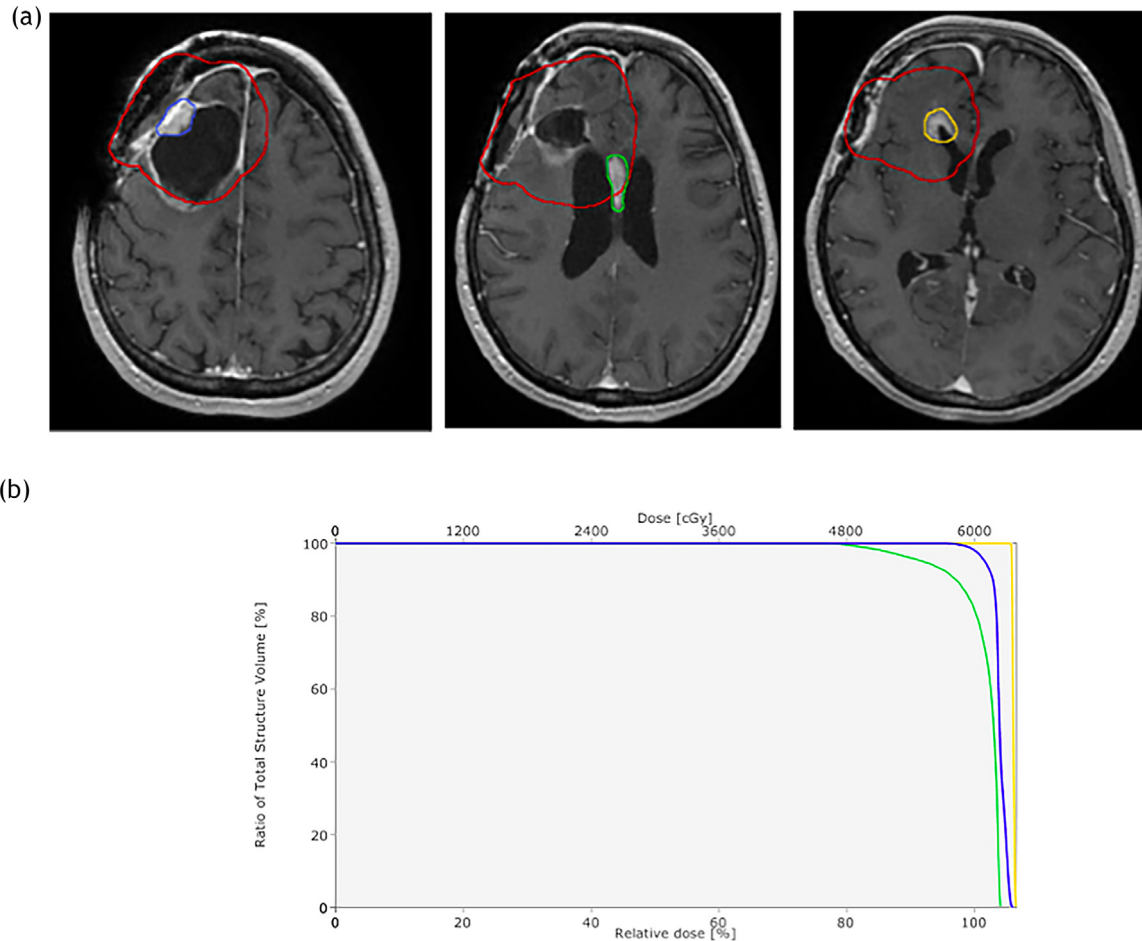 (a)
(b)
Dose [cGy]
0 1200 2400 3600 4800 6000
Ratio of Total Structure Volume [%]
100
80
60
40
20
0
0 20 40 60 80 100
Relative dose [%]